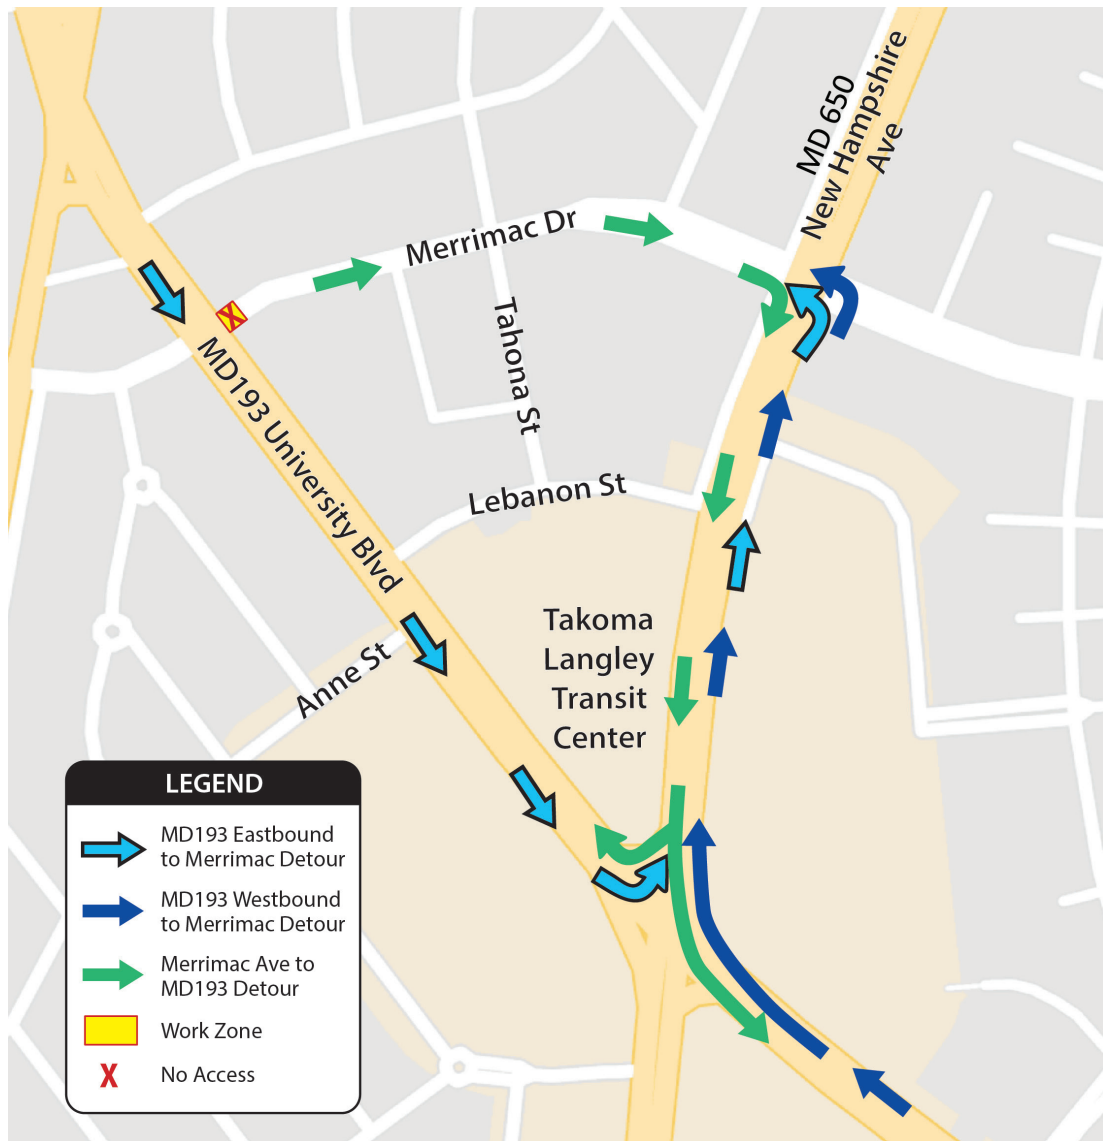 MD 650
New Hampshire
Ave
Merrimac Dr
Tahona St
MD193 University Blvd
Lebanon St
Anne St
Takoma
Langley
Transit
Center
LEGEND
MD193 Eastbound
to Merrimac Detour
MD193 Westbound
to Merrimac Detour
Merrimac Ave to
MD193 Detour
Work Zone
X No Access